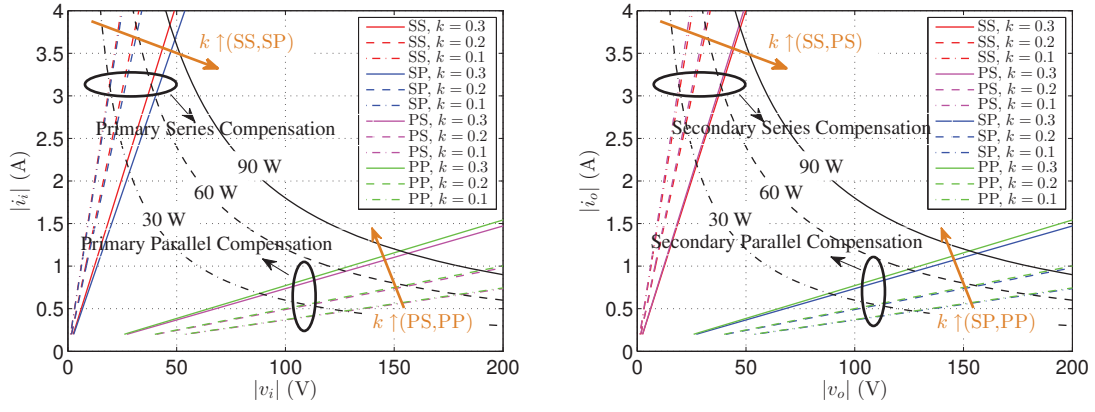 4
3.5
3
2.5
2
1.5
1
0.5
0
|i_i| (A)
0
50
100
150
200
|v_i| (V)
k ↑(SS,SP)
Primary Series Compensation
90 W
60 W
30 W
Primary Parallel Compensation
k ↑(PS,PP)
SS, k = 0.3
SS, k = 0.2
SS, k = 0.1
SP, k = 0.3
SP, k = 0.2
SP, k = 0.1
PS, k = 0.3
PS, k = 0.2
PS, k = 0.1
PP, k = 0.3
PP, k = 0.2
PP, k = 0.1
4
3.5
3
2.5
2
1.5
1
0.5
0
|i_o| (A)
0
50
100
150
200
|v_o| (V)
k ↑(SS,PS)
Secondary Series Compensation
90 W
60 W
30 W
Secondary Parallel Compensation
k ↑(SP,PP)
SS, k = 0.3
SS, k = 0.2
SS, k = 0.1
PS, k = 0.3
PS, k = 0.2
PS, k = 0.1
SP, k = 0.3
SP, k = 0.2
SP, k = 0.1
PP, k = 0.3
PP, k = 0.2
PP, k = 0.1